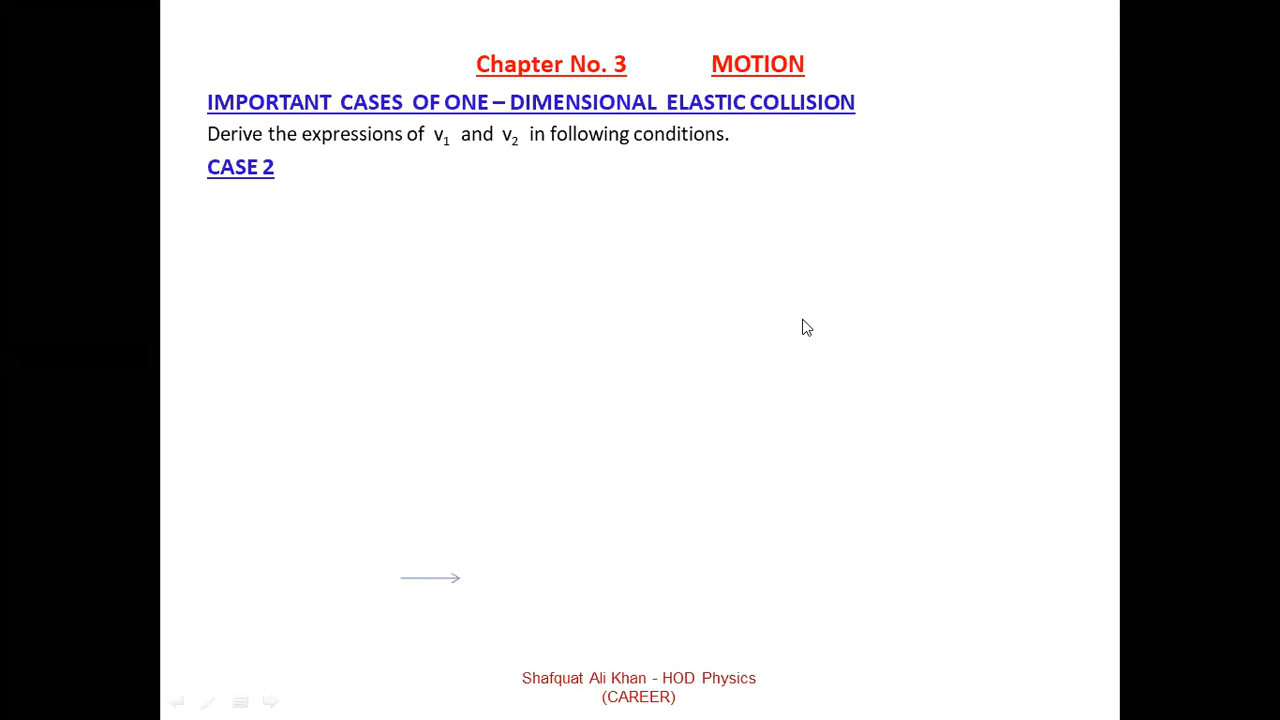 Chapter No. 3 MOTION
IMPORTANT CASES OF ONE – DIMENSIONAL ELASTIC COLLISION
Derive the expressions of v₁ and v₂ in following conditions.
CASE 2
Shafquat Ali Khan - HOD Physics
(CAREER)